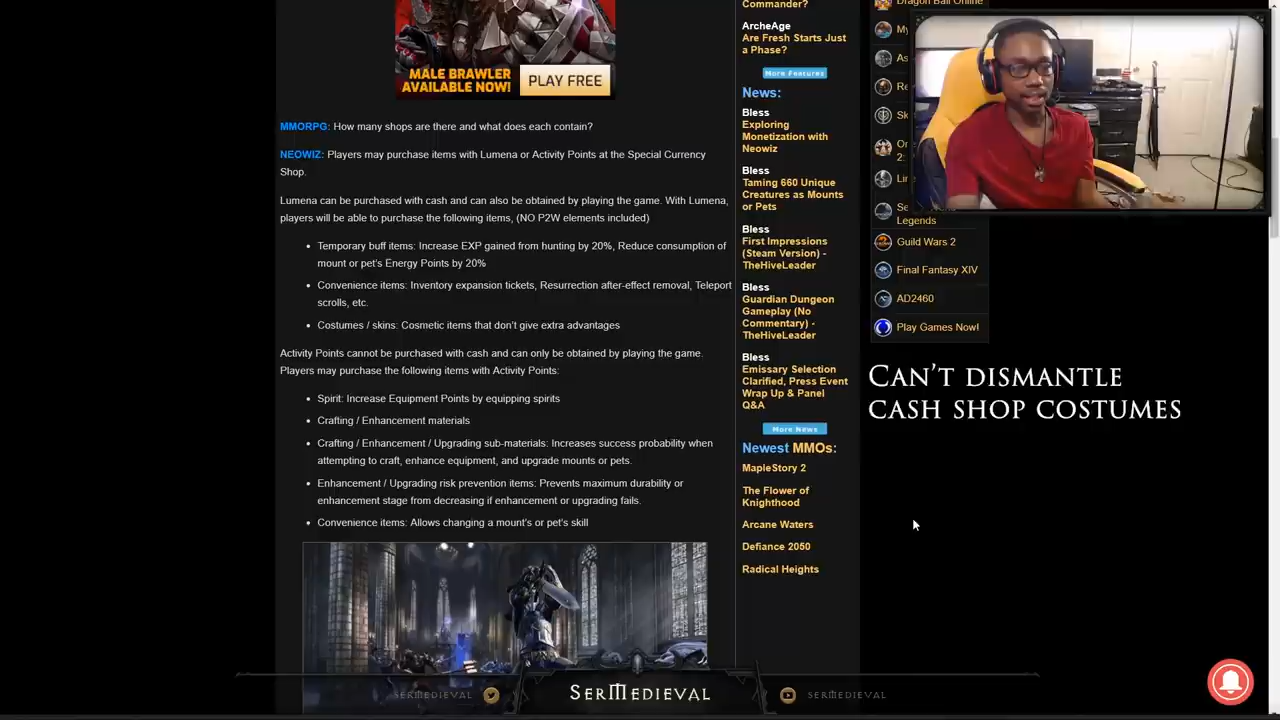 MALE BRAWLER
AVAILABLE NOW!
PLAY FREE
MMORPG: How many shops are there and what does each contain?
NEOWIZ: Players may purchase items with Lumena or Activity Points at the Special Currency
Shop.
Lumena can be purchased with cash and can also be obtained by playing the game. With Lumena,
players will be able to purchase the following items, (NO P2W elements included)
• Temporary buff items: Increase EXP gained from hunting by 20%, Reduce consumption of
mount or pet's Energy Points by 20%
• Convenience items: Inventory expansion tickets, Resurrection after-effect removal, Teleport
scrolls, etc.
• Costumes / skins: Cosmetic items that don't give extra advantages
Activity Points cannot be purchased with cash and can only be obtained by playing the game.
Players may purchase the following items with Activity Points:
• Spirit: Increase Equipment Points by equipping spirits
• Crafting / Enhancement materials
• Crafting / Enhancement / Upgrading sub-materials: Increases success probability when
attempting to craft, enhance equipment, and upgrade mounts or pets.
• Enhancement / Upgrading risk prevention items: Prevents maximum durability or
enhancement stage from decreasing if enhancement or upgrading fails.
• Convenience items: Allows changing a mount's or pet's skill
Commander?
ArcheAge
Are Fresh Starts Just
a Phase?
More Features
News:
Bless
Exploring
Monetization with
Neowiz
Bless
Taming 660 Unique
Creatures as Mounts
or Pets
Bless
First Impressions
(Steam Version) -
TheHiveLeader
Bless
Guardian Dungeon
Gameplay (No
Commentary) -
TheHiveLeader
Bless
Emissary Selection
Clarified, Press Event
Wrap Up & Panel
Q&A
More News
Newest MMOs:
MapleStory 2
The Flower of
Knighthood
Arcane Waters
Defiance 2050
Radical Heights
Dragon Ball Online
My
As
Re
Sk
2:
Lin
Legends
Guild Wars 2
Final Fantasy XIV
AD2460
Play Games Now!
CAN'T DISMANTLE
CASH SHOP COSTUMES
SERMEDIEVAL
SERMEDIEVAL
SERMEDIEVAL